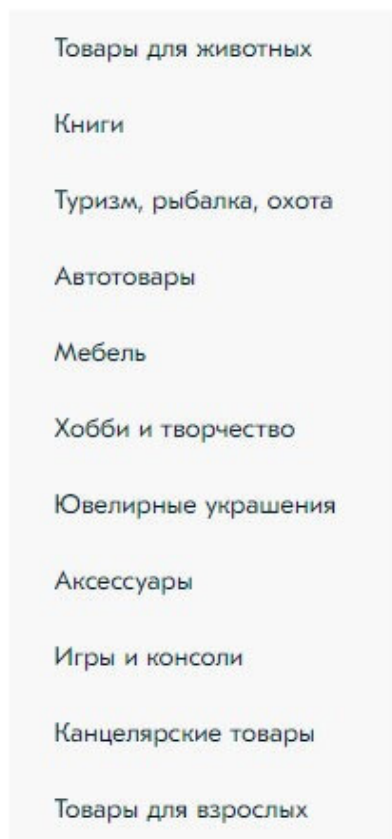 Товары для животных
Книги
Туризм, рыбалка, охота
Автотовары
Мебель
Хобби и творчество
Ювелирные украшения
Аксессуары
Игры и консоли
Канцелярские товары
Товары для взрослых